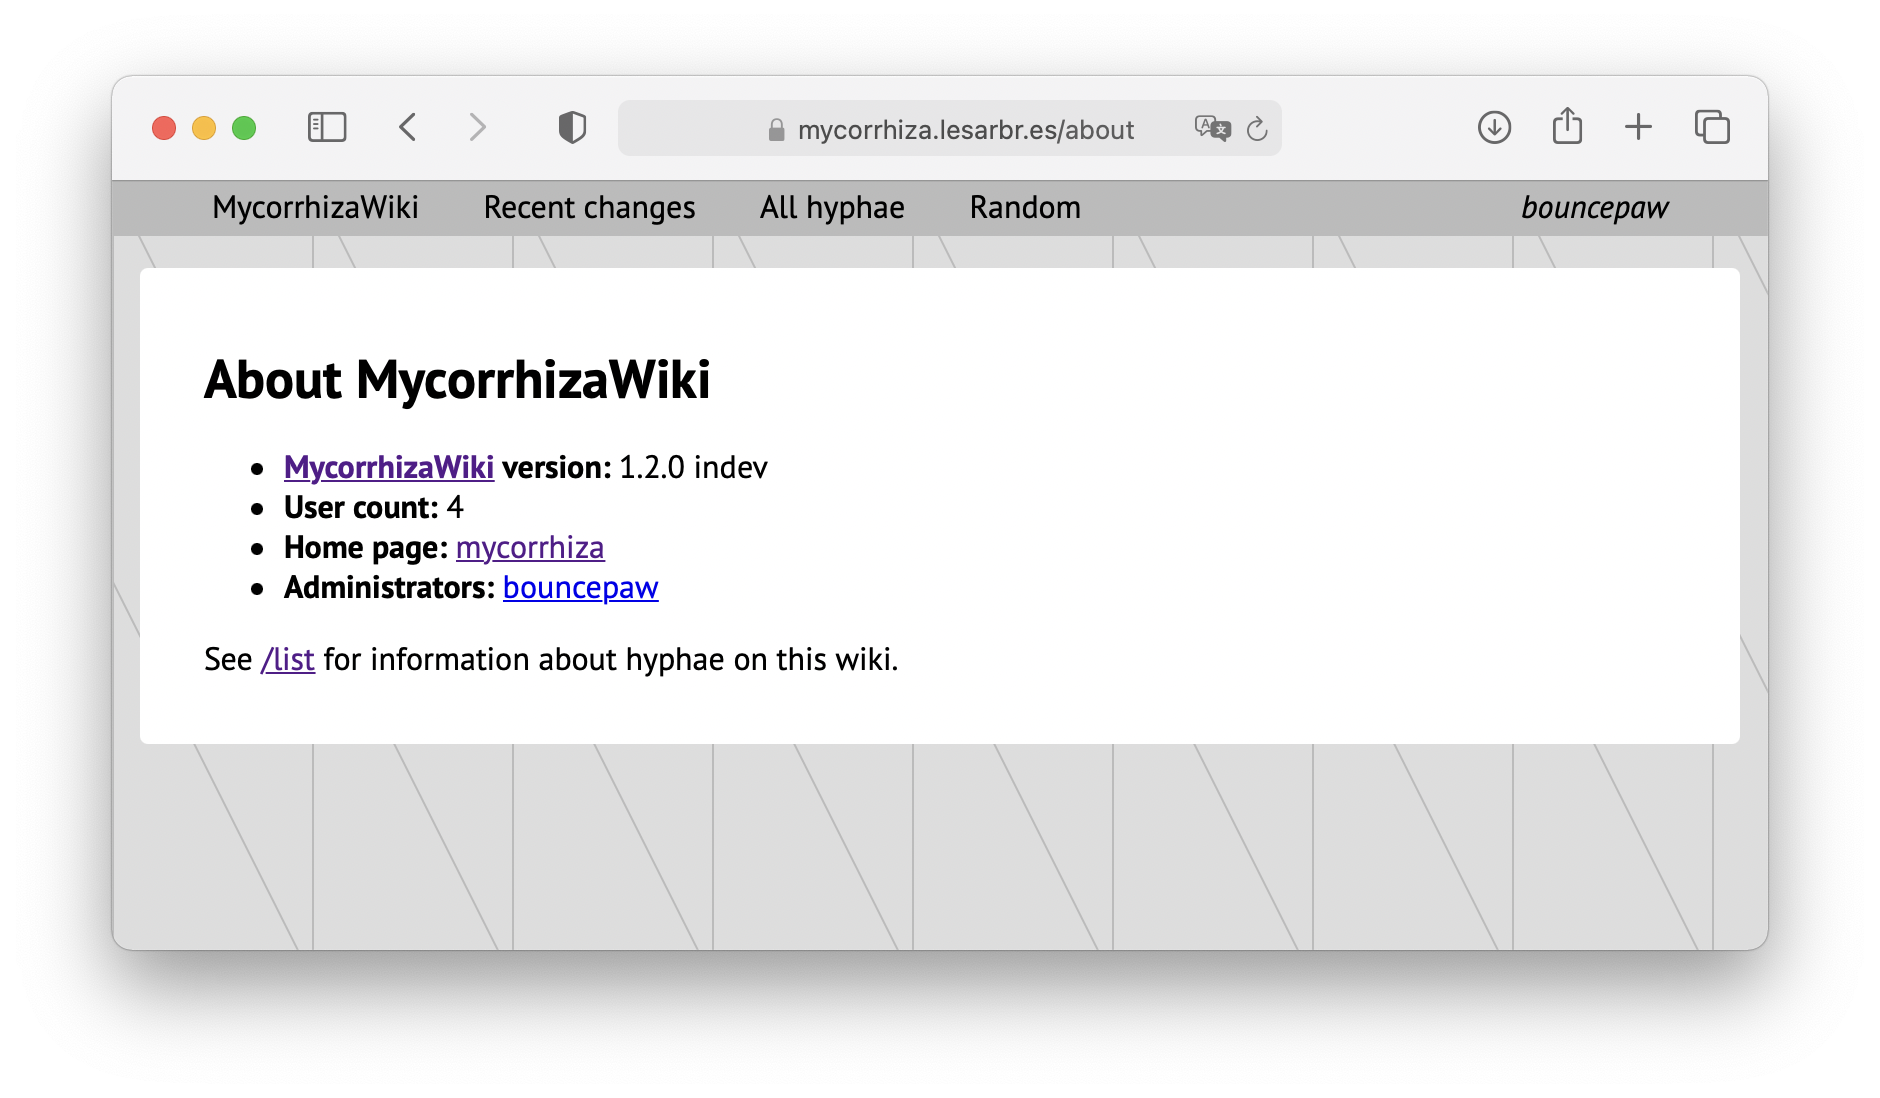 mycorrhiza.lesarbr.es/about
MycorrhizaWiki Recent changes All hyphae Random bouncepaw
About MycorrhizaWiki
• MycorrhizaWiki version: 1.2.0 indev
• User count: 4
• Home page: mycorrhiza
• Administrators: bouncepaw
See /list for information about hyphae on this wiki.